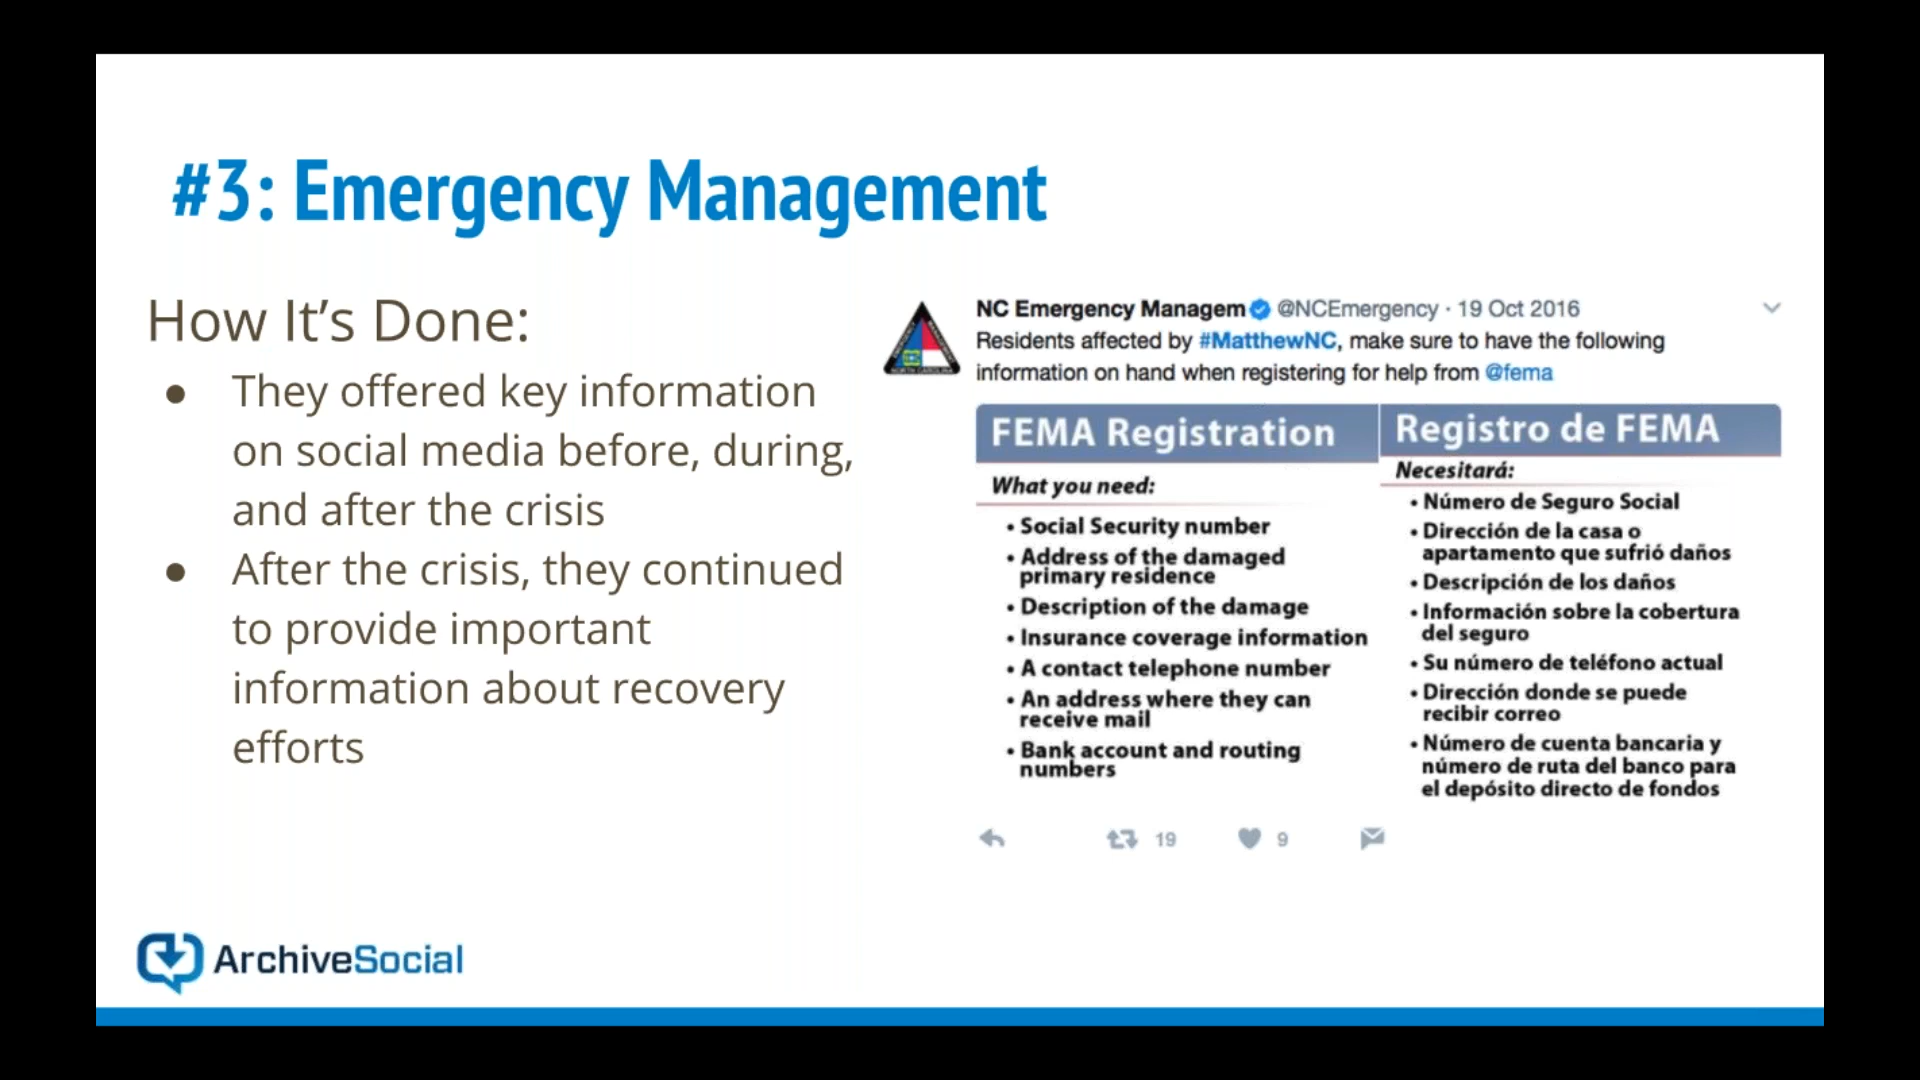 #3: Emergency Management
How It’s Done:
● They offered key information
on social media before, during,
and after the crisis
● After the crisis, they continued
to provide important
information about recovery
efforts
NC Emergency Managem @NCEmergency · 19 Oct 2016
Residents affected by #MatthewNC, make sure to have the following
information on hand when registering for help from @fema
FEMA Registration
What you need:
• Social Security number
• Address of the damaged
primary residence
• Description of the damage
• Insurance coverage information
• A contact telephone number
• An address where they can
receive mail
• Bank account and routing
numbers
Registro de FEMA
Necesitará:
• Número de Seguro Social
• Dirección de la casa o
apartamento que sufrió daños
• Descripción de los daños
• Información sobre la cobertura
del seguro
• Su número de teléfono actual
• Dirección donde se puede
recibir correo
• Número de cuenta bancaria y
número de ruta del banco para
el depósito directo de fondos
19 9
ArchiveSocial